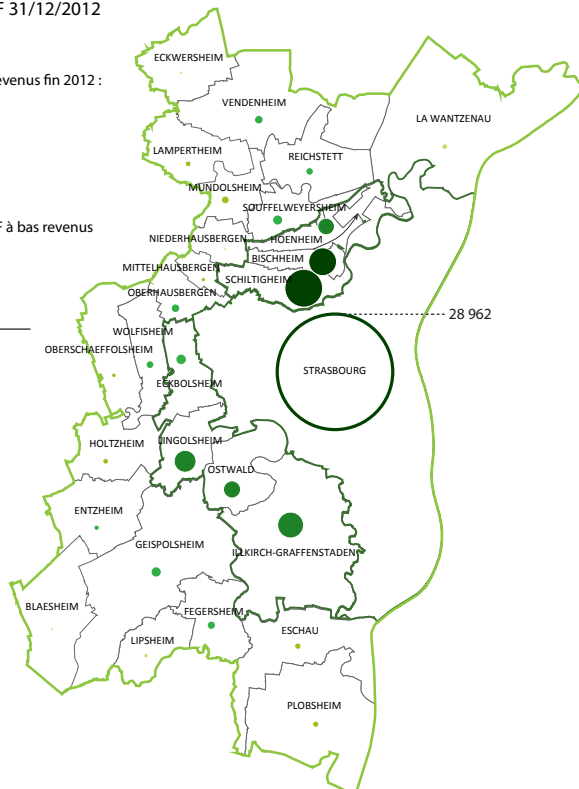 F 31/12/2012
evenus fin 2012 :
F à bas revenus
ECKWERSHEIM
VENDENHEIM
LA WANTZENAU
LAMPERTHEIM
REICHSTETT
MUNDOLSHEIM
SOUFFELWEYERSHEIM
NIEDERHAUSBERGEN
HOENHEIM
BISCHHEIM
MITTELHAUSBERGEN
SCHILTIGHEIM
OBERHAUSBERGEN
28 962
WOLFISHEIM
OBERSCHAEFFOLSHEIM
STRASBOURG
ECKBOLSHEIM
HOLTZHEIM
LINGOLSHEIM
OSTWALD
ENTZHEIM
GEISPOLSHEIM
ILLKIRCH-GRAFFENSTADEN
BLAESHEIM
FEGERSHEIM
LIPSHEIM
ESCHAU
PLOBSHEIM